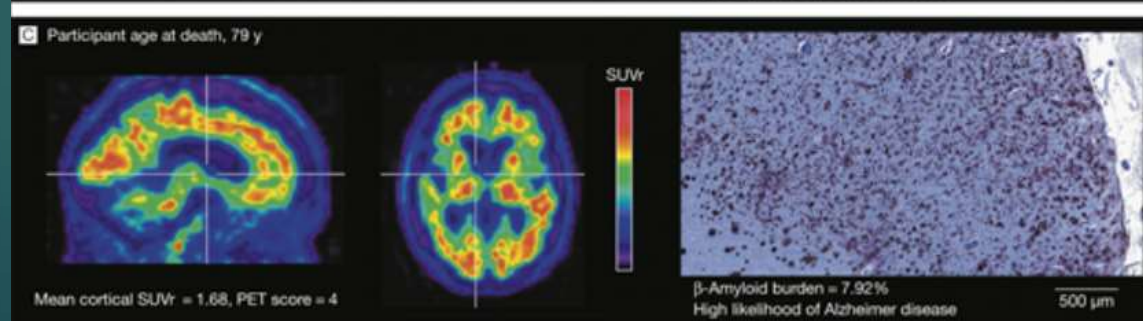 C Participant age at death, 79 y
SUVr
Mean cortical SUVr = 1.68, PET score = 4
β-Amyloid burden = 7.92%
High likelihood of Alzheimer disease
500 µm